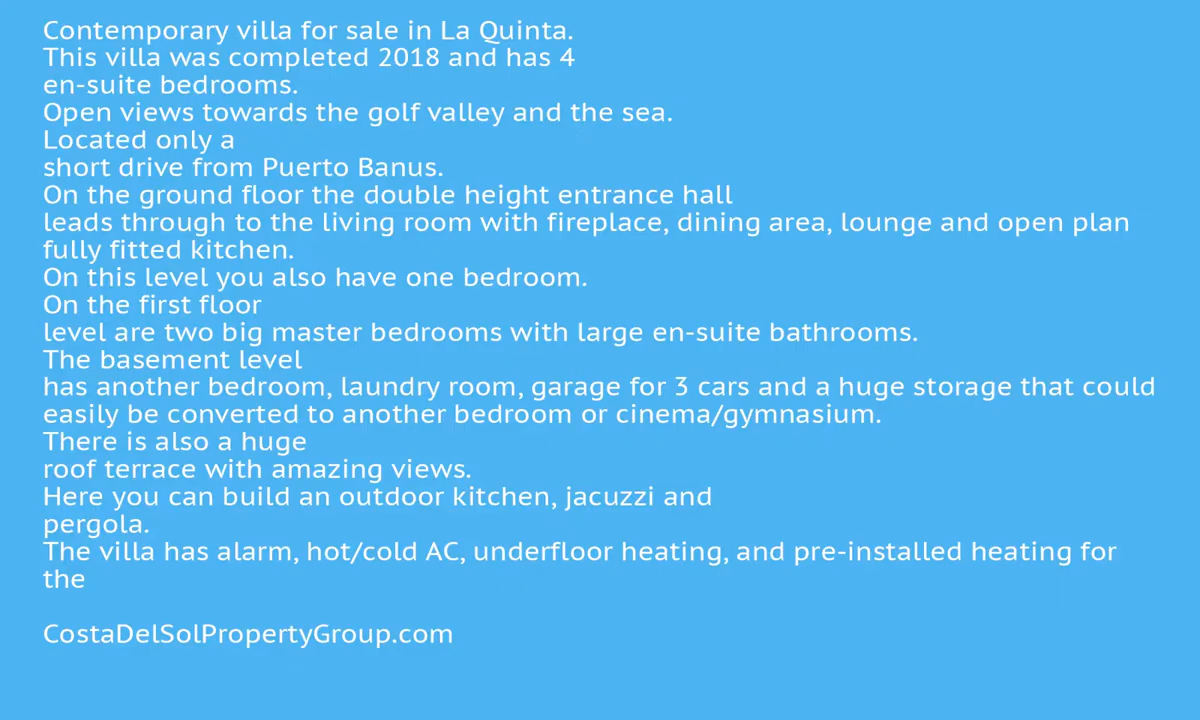 Contemporary villa for sale in La Quinta.
This villa was completed 2018 and has 4
en-suite bedrooms.
Open views towards the golf valley and the sea.
Located only a
short drive from Puerto Banus.
On the ground floor the double height entrance hall
leads through to the living room with fireplace, dining area, lounge and open plan
fully fitted kitchen.
On this level you also have one bedroom.
On the first floor
level are two big master bedrooms with large en-suite bathrooms.
The basement level
has another bedroom, laundry room, garage for 3 cars and a huge storage that could
easily be converted to another bedroom or cinema/gymnasium.
There is also a huge
roof terrace with amazing views.
Here you can build an outdoor kitchen, jacuzzi and
pergola.
The villa has alarm, hot/cold AC, underfloor heating, and pre-installed heating for
the
CostaDelSolPropertyGroup.com